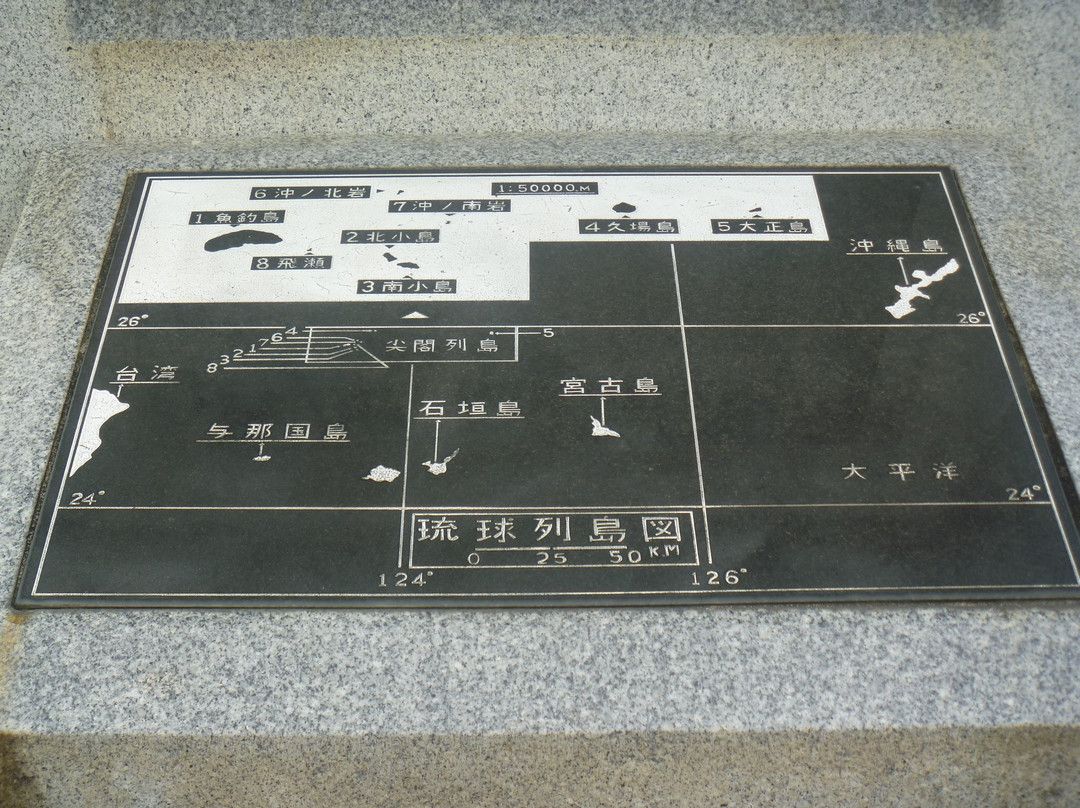 6沖ノ北岩
1:50000.M
7沖ノ南岩
1魚釣島
2北小島
4久場島
5大正島
8飛瀬
3南小島
沖縄島
26°
26°
4
5
6
7
1
2
3
8
尖閣列島
台湾
宮古島
石垣島
与那国島
太平洋
24°
24°
琉球列島図
0 25 50 KM
124°
126°